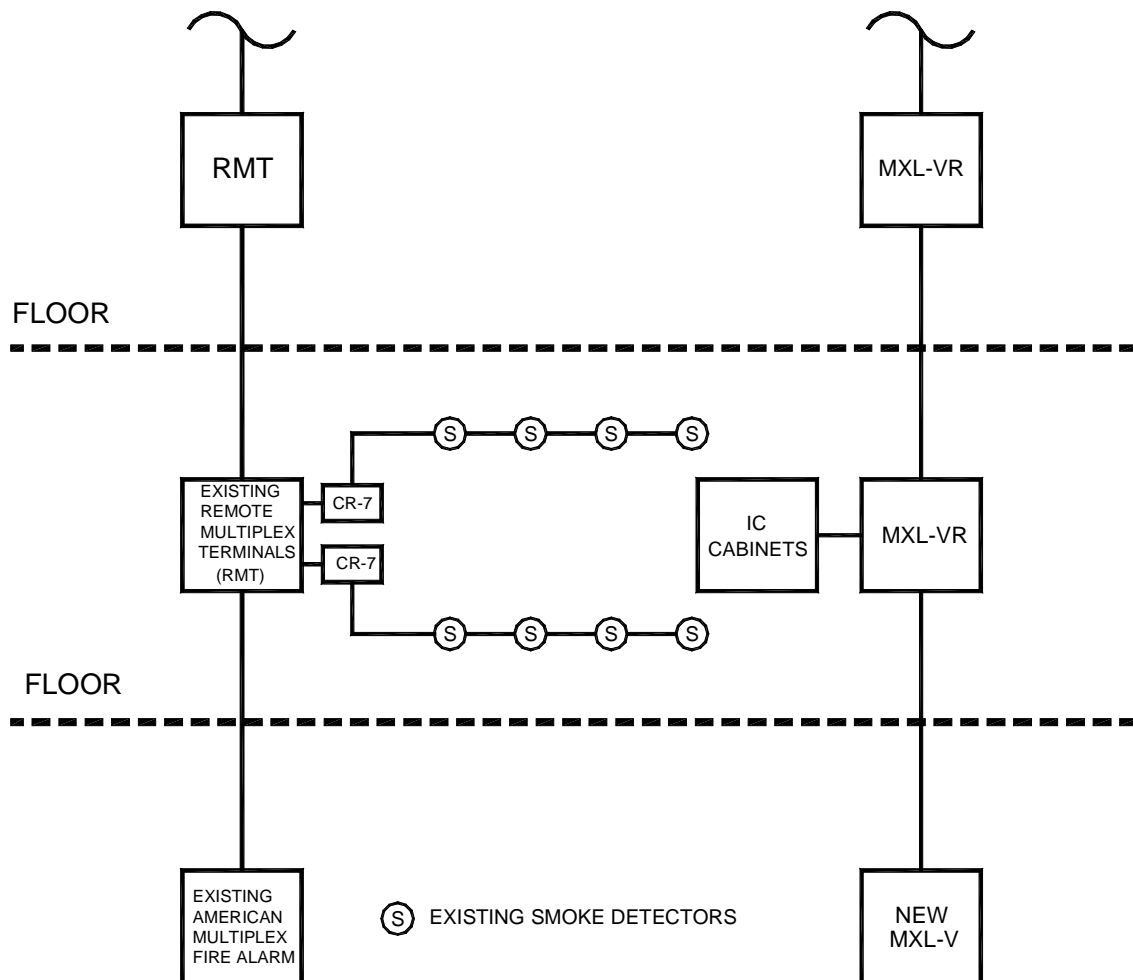 RMT
MXL-VR
FLOOR
S S S S
EXISTING
REMOTE
MULTIPLEX
TERMINALS
(RMT)
CR-7
CR-7
IC
CABINETS
MXL-VR
S S S S
FLOOR
EXISTING
AMERICAN
MULTIPLEX
FIRE ALARM
S EXISTING SMOKE DETECTORS
NEW
MXL-V